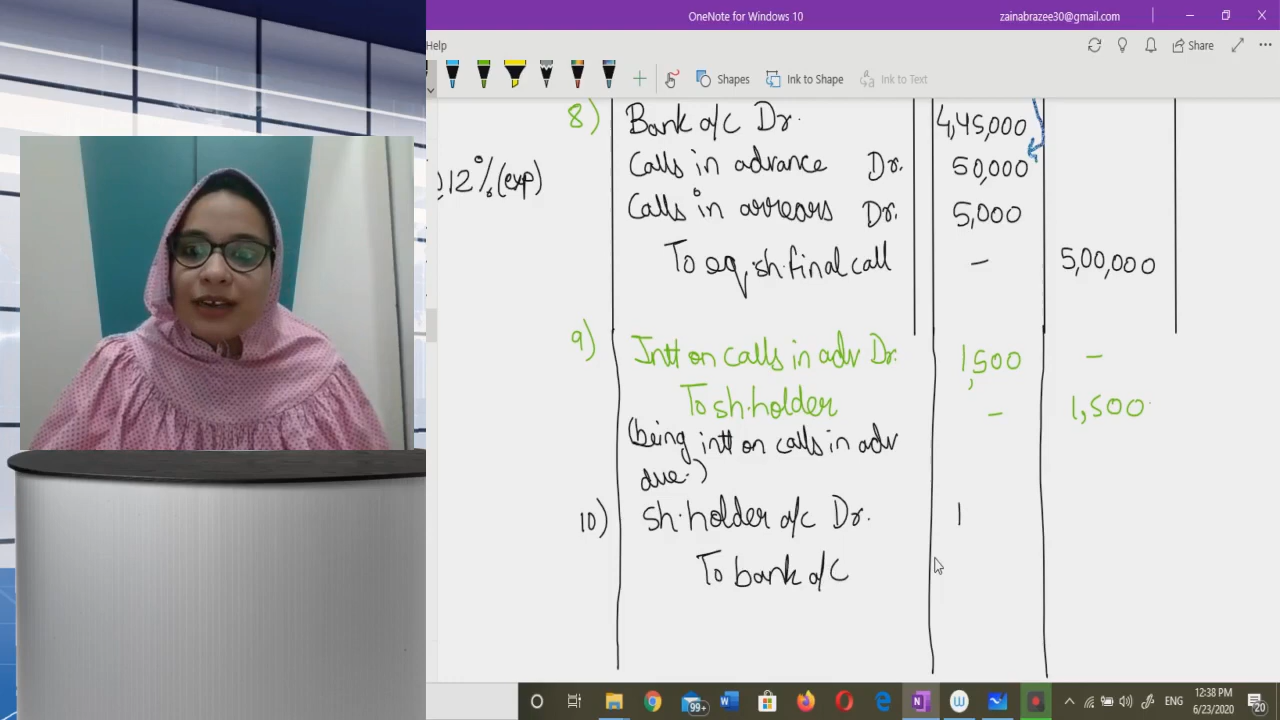 OneNote for Windows 10
zainabrazee30@gmail.com
Help
Share
Shapes
Ink to Shape
Ink to Text
8) Bank a/c Dr. 4,45,000
Calls in advance Dr. 50,000
12% (exp)
Calls in arrears Dr. 5,000
To eq. sh. final call - 5,00,000
9) Intt on calls in adv Dr. 1,500 -
To sh. holder - 1,500
(being intt on calls in adv
due.)
10) sh. holder a/c Dr. 1
To bank a/c
99+
ENG
12:38 PM
6/23/2020
20